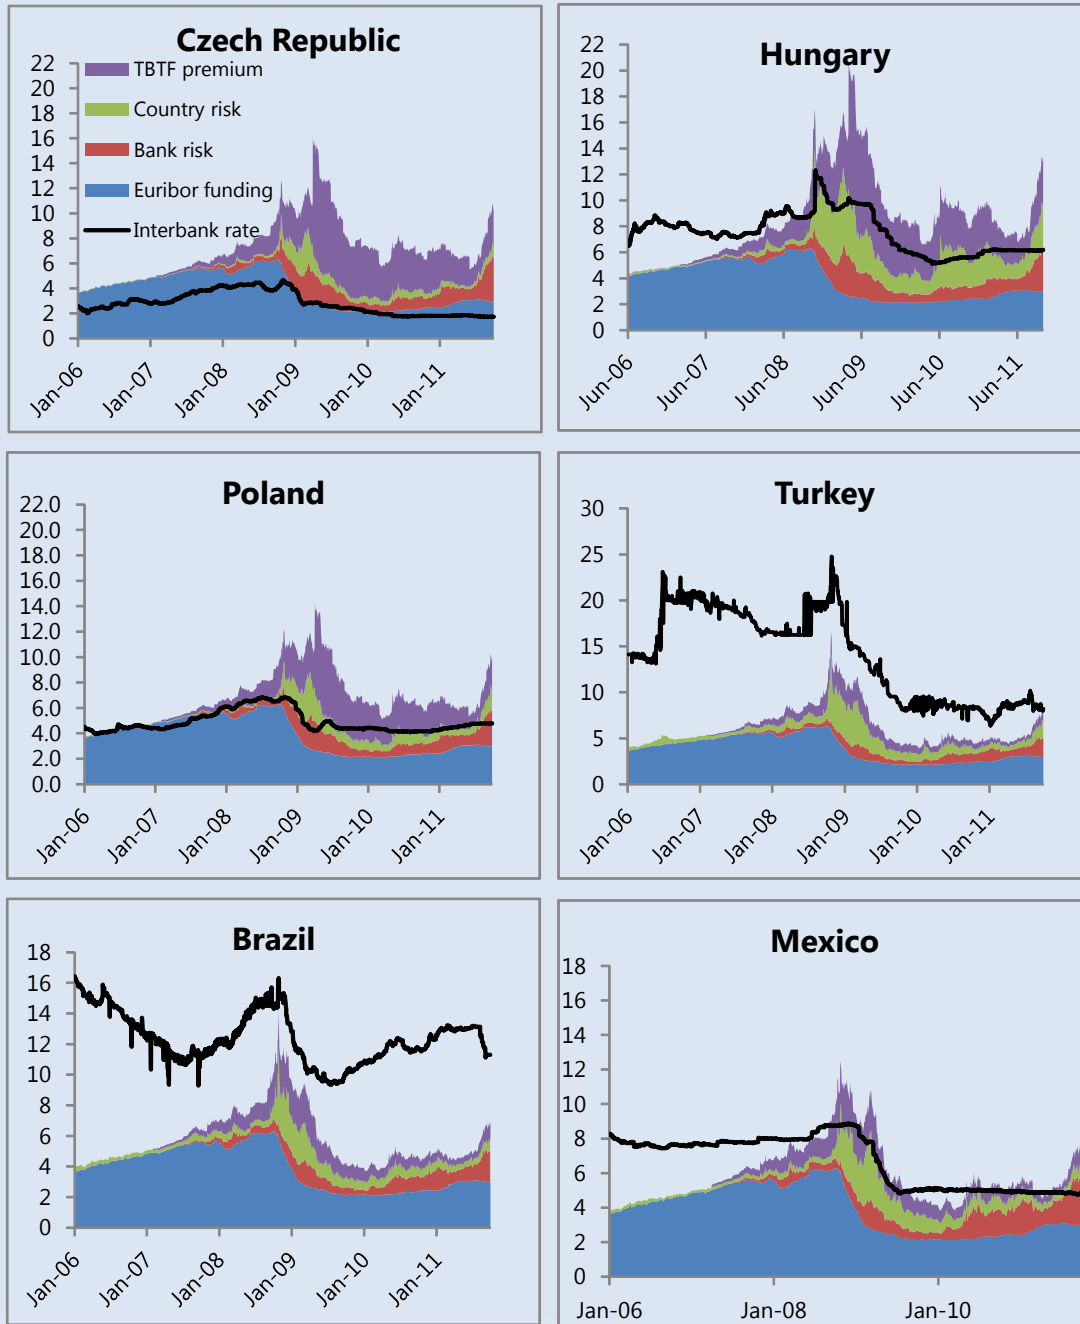 Czech Republic
22
20
18
16
14
12
10
8
6
4
2
0
TBTF premium
Country risk
Bank risk
Euribor funding
Interbank rate
Jan-06
Jan-07
Jan-08
Jan-09
Jan-10
Jan-11
Hungary
22
20
18
16
14
12
10
8
6
4
2
0
Jun-06
Jun-07
Jun-08
Jun-09
Jun-10
Jun-11
Poland
22.0
20.0
18.0
16.0
14.0
12.0
10.0
8.0
6.0
4.0
2.0
0.0
Jan-06
Jan-07
Jan-08
Jan-09
Jan-10
Jan-11
Turkey
30
25
20
15
10
5
0
Jan-06
Jan-07
Jan-08
Jan-09
Jan-10
Jan-11
Brazil
18
16
14
12
10
8
6
4
2
0
Jan-06
Jan-07
Jan-08
Jan-09
Jan-10
Jan-11
Mexico
18
16
14
12
10
8
6
4
2
0
Jan-06
Jan-08
Jan-10